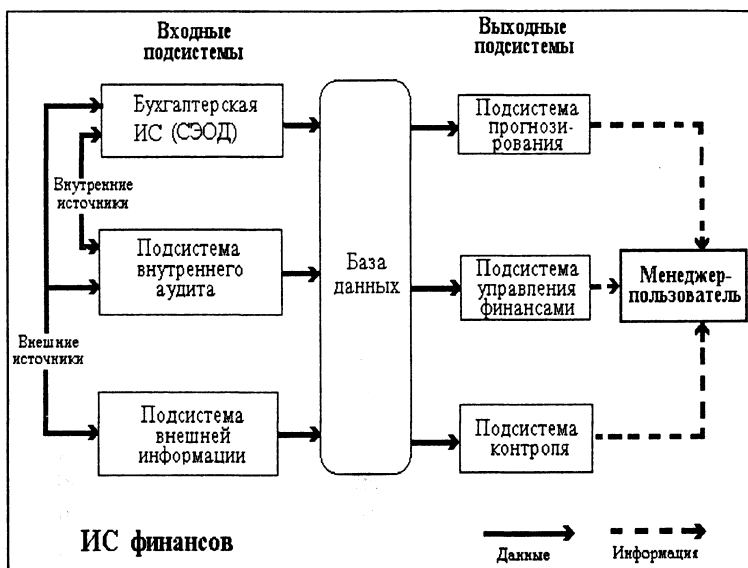 Входные
подсистемы
Выходные
подсистемы
Бухгалтерская
ИС (СЭОД)
Внутренние
источники
Подсистема
внутреннего
аудита
Внешние
источники
Подсистема
внешней
информации
База
данных
Подсистема
прогнози-
рования
Подсистема
управления
финансами
Подсистема
контроля
Менеджер-
пользователь
ИС финансов
Данные
Информация